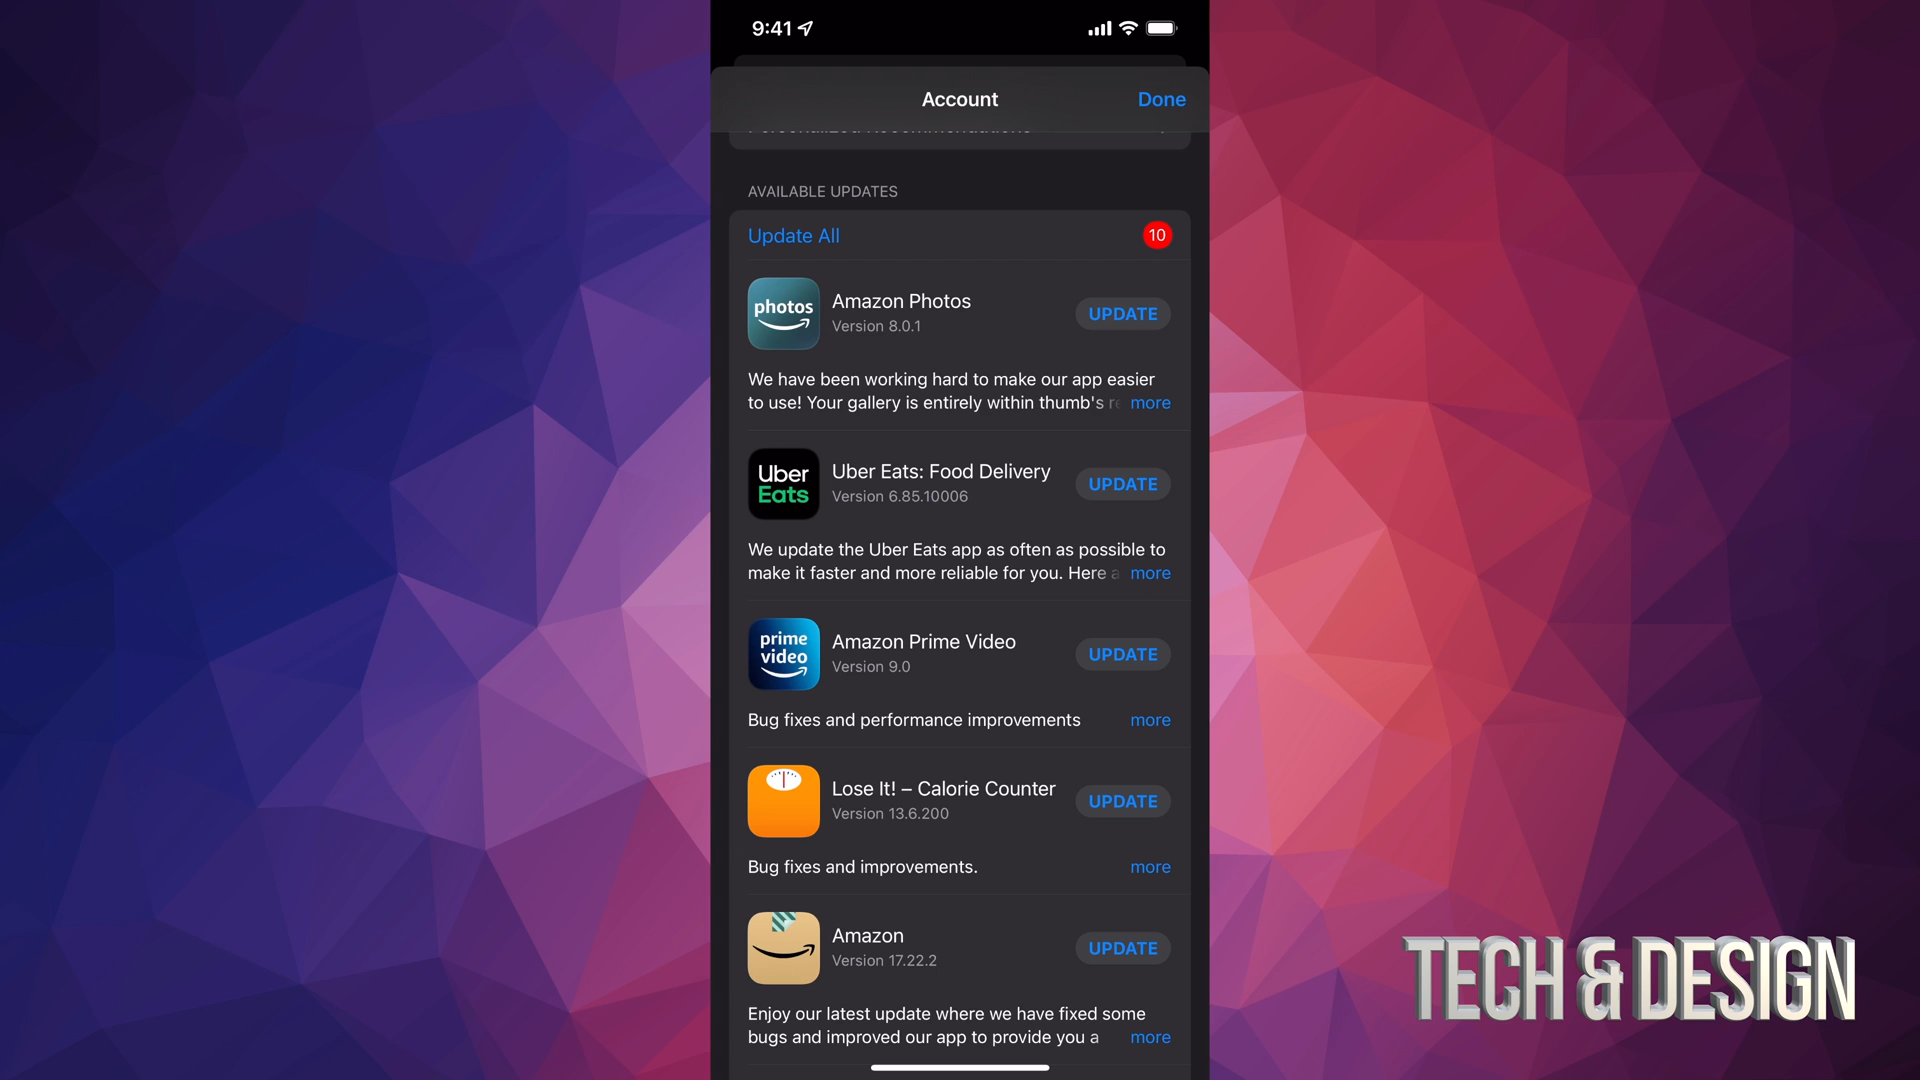 9:41
Account
Done
AVAILABLE UPDATES
Update All
10
photos
Amazon Photos
Version 8.0.1
UPDATE
We have been working hard to make our app easier
to use! Your gallery is entirely within thumb's
more
Uber
Eats
Uber Eats: Food Delivery
Version 6.85.10006
UPDATE
We update the Uber Eats app as often as possible to
make it faster and more reliable for you. Here a
more
prime
video
Amazon Prime Video
Version 9.0
UPDATE
Bug fixes and performance improvements
more
Lose It! – Calorie Counter
Version 13.6.200
UPDATE
Bug fixes and improvements.
more
Amazon
Version 17.22.2
UPDATE
Enjoy our latest update where we have fixed some
bugs and improved our app to provide you a
more
TECH & DESIGN